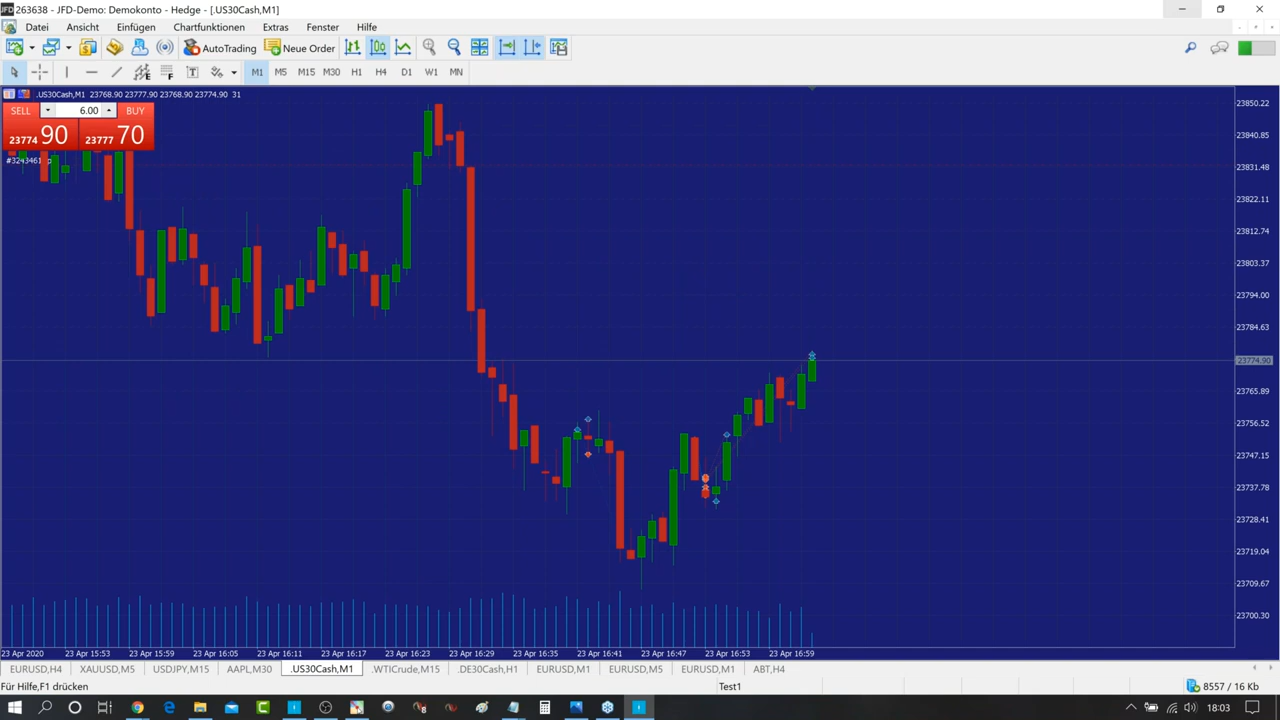 263638 - JFD-Demo: Demokonto - Hedge - [.US30Cash,M1]
Datei Ansicht Einfügen Chartfunktionen Extras Fenster Hilfe
AutoTrading New Order
M1 M5 M15 M30 H1 H4 D1 W1 MN
.US30Cash,M1 23768.90 23777.90 23768.90 23774.90 31
SELL 6.00 BUY
23774 90 23777 70
23850.22
23840.85
23831.48
23822.11
23812.74
23803.37
23794.00
23784.63
23774.90
23765.89
23756.52
23747.15
23737.78
23728.41
23719.04
23709.67
23700.30
23 Apr 2020 23 Apr 15:53 23 Apr 15:59 23 Apr 16:05 23 Apr 16:11 23 Apr 16:17 23 Apr 16:23 23 Apr 16:29 23 Apr 16:35 23 Apr 16:41 23 Apr 16:47 23 Apr 16:53 23 Apr 16:59
EURUSD,H4 XAUUSD,M5 USDJPY,M15 AAPL,M30 .US30Cash,M1 .WTICrude,M15 .DE30Cash,H1 EURUSD,M1 EURUSD,M5 EURUSD,M1 ABT,H4
Für Hilfe,F1 drücken Test1 8557 / 16 Kb
18:03